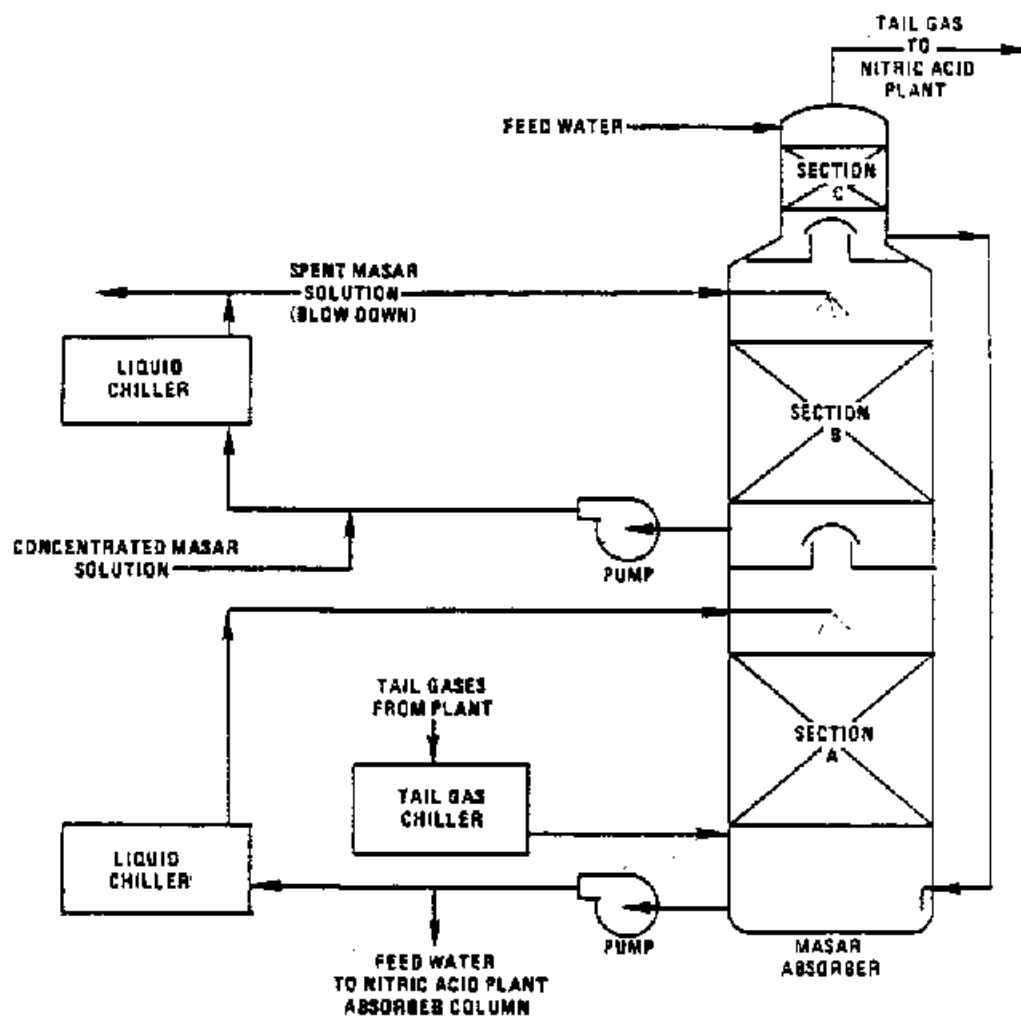 TAIL GAS
TO
NITRIC ACID
PLANT
FEED WATER
SECTION
C
SPENT MASAR
SOLUTION
(BLOW DOWN)
LIQUID
CHILLER
SECTION
B
CONCENTRATED MASAR
SOLUTION
PUMP
TAIL GASES
FROM PLANT
SECTION
A
TAIL GAS
CHILLER
LIQUID
CHILLER
PUMP
MASAR
ABSORBER
FEED WATER
TO NITRIC ACID PLANT
ABSORBER COLUMN